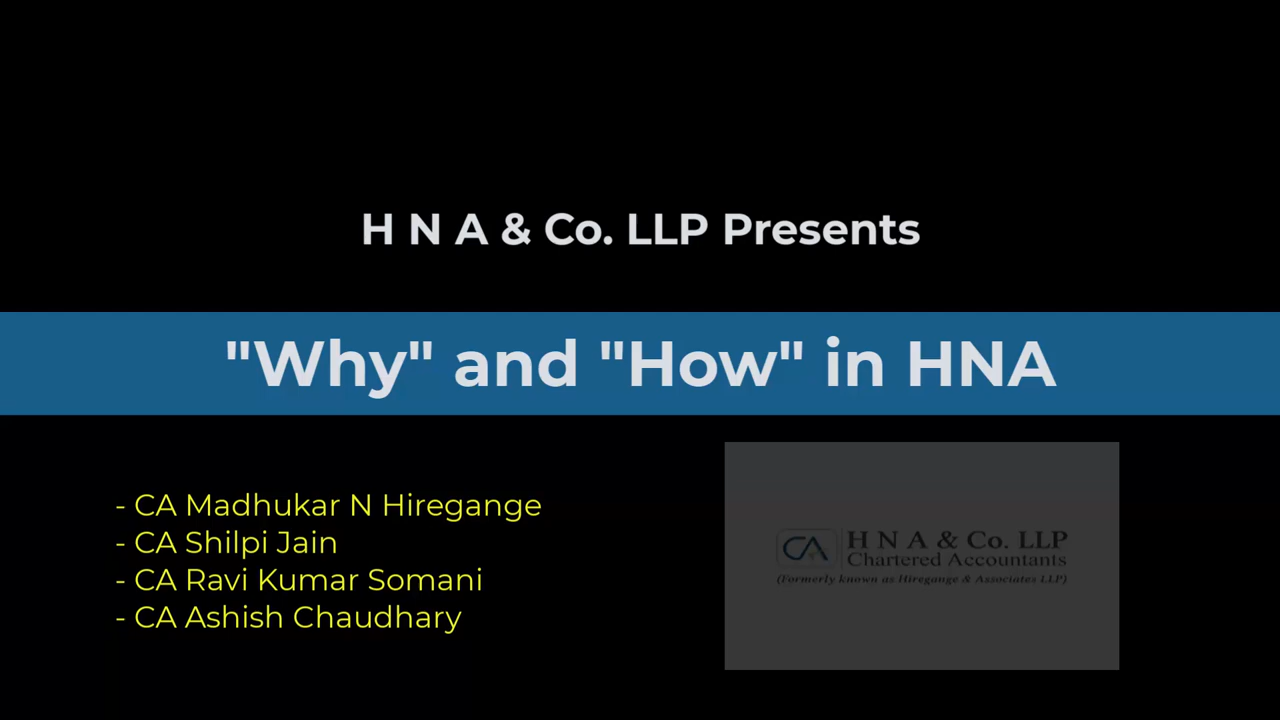 H N A & Co. LLP Presents
"Why" and "How" in HNA
- CA Madhukar N Hiregange
- CA Shilpi Jain
- CA Ravi Kumar Somani
- CA Ashish Chaudhary
CA
H N A & Co. LLP
Chartered Accountants
(Formerly known as Hiregange & Associates LLP)